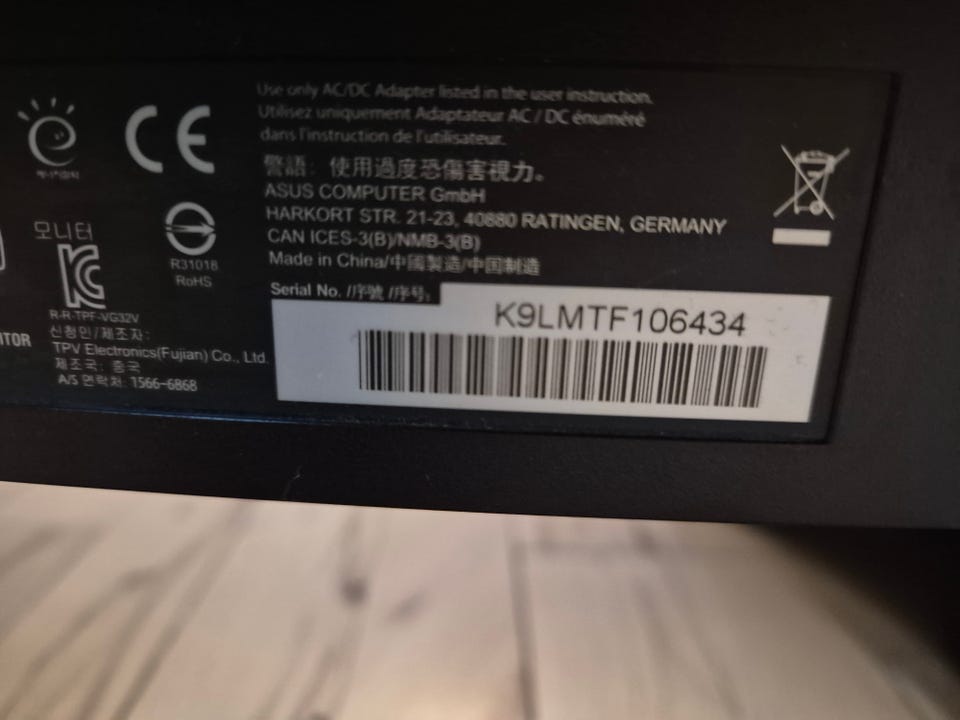 Use only AC/DC Adapter listed in the user instruction.
Utilisez uniquement Adaptateur AC / DC énuméré
dans l'instruction de l'utilisateur.
警語：使用過度恐傷害視力。
ASUS COMPUTER GmbH
HARKORT STR. 21-23, 40880 RATINGEN, GERMANY
CAN ICES-3(B)/NMB-3(B)
Made in China/中國製造/中国制造
Serial No. /序號 /序号:
K9LMTF106434
CE
모니터
R31018
RoHS
R-R-TPF-VG32V
신청인/제조자:
TPV Electronics(Fujian) Co., Ltd.
제조국: 중국
A/S 연락처: 1566-6868
ITOR